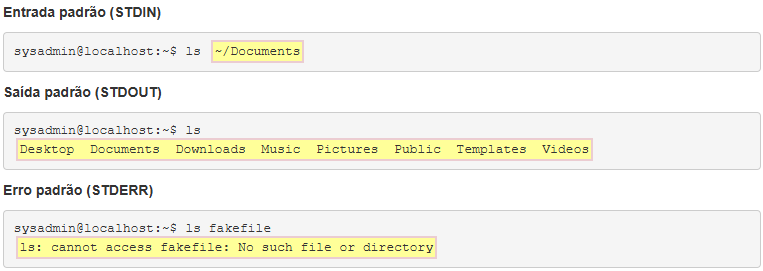 Entrada padrão (STDIN)
sysadmin@localhost:~$ ls ~/Documents
Saída padrão (STDOUT)
sysadmin@localhost:~$ ls
Desktop  Documents  Downloads  Music  Pictures  Public  Templates  Videos
Erro padrão (STDERR)
sysadmin@localhost:~$ ls fakefile
ls: cannot access fakefile: No such file or directory